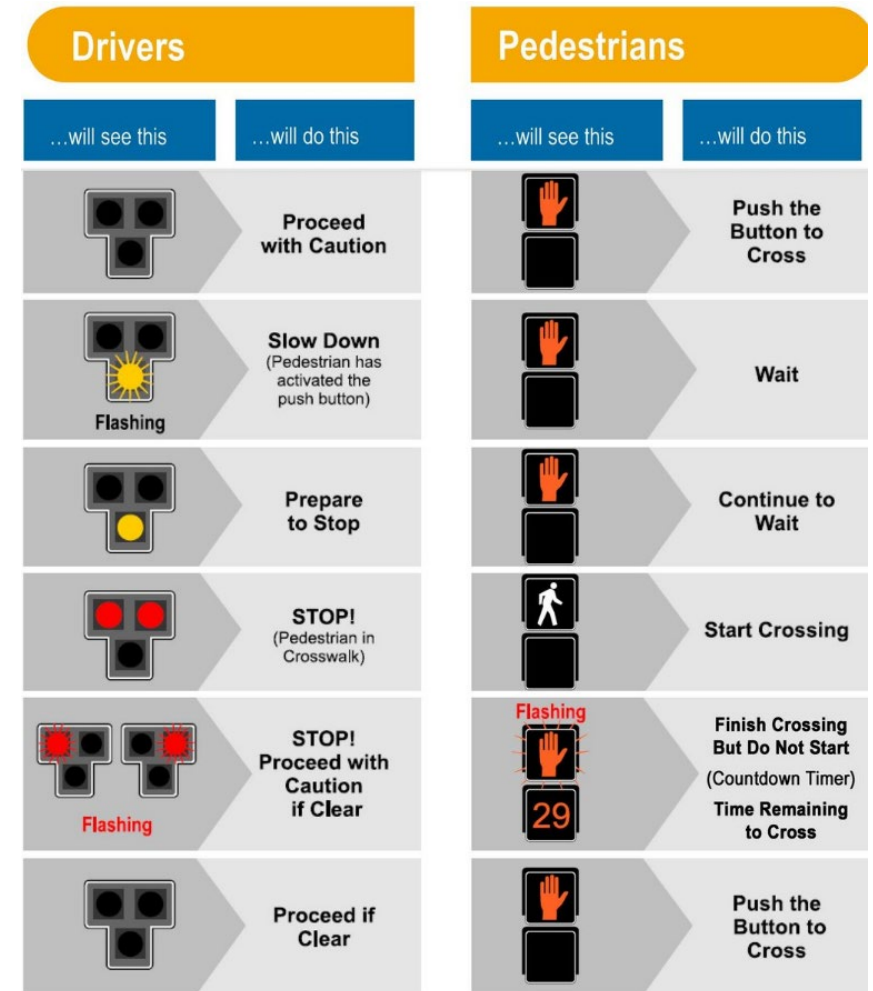 Drivers
Pedestrians
...will see this
...will do this
...will see this
...will do this
Proceed
with Caution
Push the
Button to
Cross
Flashing
Slow Down
(Pedestrian has
activated the
push button)
Wait
Prepare
to Stop
Continue to
Wait
STOP!
(Pedestrian in
Crosswalk)
Start Crossing
Flashing
STOP!
Proceed with
Caution
if Clear
Flashing
29
Finish Crossing
But Do Not Start
(Countdown Timer)
Time Remaining
to Cross
Proceed if
Clear
Push the
Button to
Cross